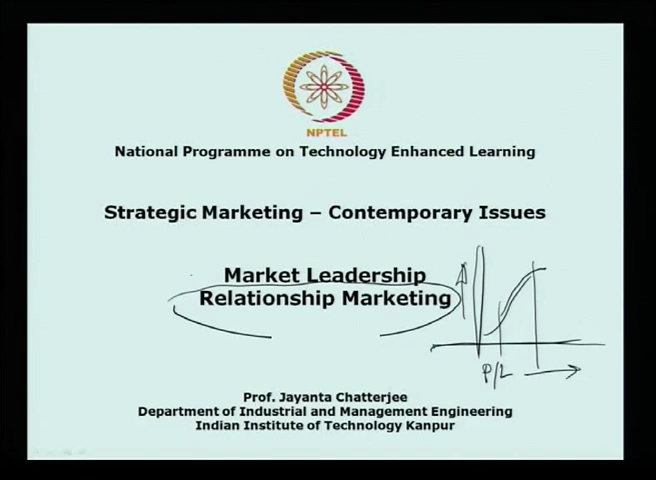 NPTEL
National Programme on Technology Enhanced Learning
Strategic Marketing – Contemporary Issues
Market Leadership
Relationship Marketing
P/L
Prof. Jayanta Chatterjee
Department of Industrial and Management Engineering
Indian Institute of Technology Kanpur